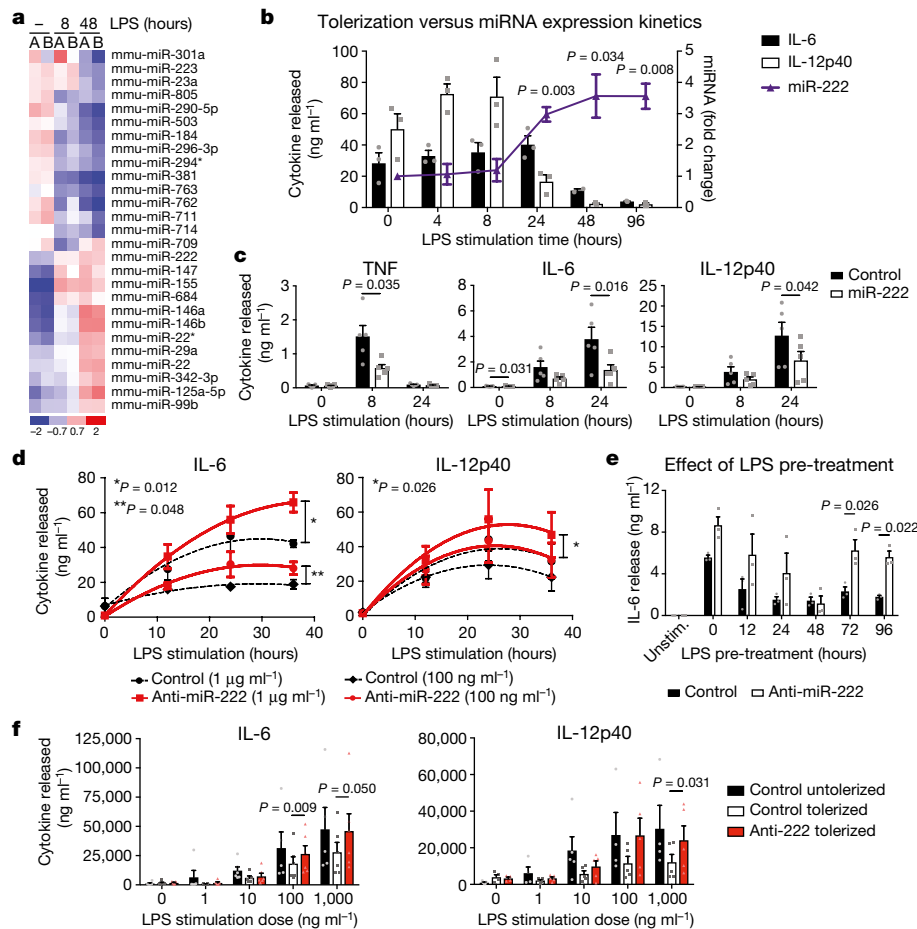 a
– 8 48 LPS (hours)
A B A B A B
mmu-miR-301a
mmu-miR-223
mmu-miR-23a
mmu-miR-805
mmu-miR-290-5p
mmu-miR-503
mmu-miR-184
mmu-miR-296-3p
mmu-miR-294*
mmu-miR-381
mmu-miR-763
mmu-miR-762
mmu-miR-711
mmu-miR-714
mmu-miR-709
mmu-miR-222
mmu-miR-147
mmu-miR-155
mmu-miR-684
mmu-miR-146a
mmu-miR-146b
mmu-miR-22*
mmu-miR-29a
mmu-miR-22
mmu-miR-342-3p
mmu-miR-125a-5p
mmu-miR-99b
–2 –0.7 0.7 2
b
Tolerization versus miRNA expression kinetics
Cytokine released
(ng ml⁻¹)
100
80
60
40
20
0
P = 0.003
P = 0.034
P = 0.008
5
4
3
2
1
0
miRNA (fold change)
0 4 8 24 48 96
LPS stimulation time (hours)
IL-6
IL-12p40
miR-222
c
Cytokine released
(ng ml⁻¹)
TNF
3
2
1
0
P = 0.035
0 8 24
LPS stimulation (hours)
IL-6
8
6
4
2
0
P = 0.031
P = 0.016
0 8 24
LPS stimulation (hours)
IL-12p40
25
20
15
10
5
0
P = 0.042
0 8 24
LPS stimulation (hours)
Control
miR-222
d
Cytokine released
(ng ml⁻¹)
IL-6
80
60
40
20
0
*P = 0.012
**P = 0.048
*
**
0 10 20 30 40
LPS stimulation (hours)
IL-12p40
80
60
40
20
0
*P = 0.026
*
0 10 20 30 40
LPS stimulation (hours)
Control (1 μg ml⁻¹)
Anti-miR-222 (1 μg ml⁻¹)
Control (100 ng ml⁻¹)
Anti-miR-222 (100 ng ml⁻¹)
e
Effect of LPS pre-treatment
IL-6 release (ng ml⁻¹)
12
9
6
3
0
P = 0.026
P = 0.022
Unstim. 0 12 24 48 72 96
LPS pre-treatment (hours)
Control
Anti-miR-222
f
Cytokine released
(ng ml⁻¹)
IL-6
125,000
100,000
75,000
50,000
25,000
0
P = 0.009
P = 0.050
0 1 10 100 1,000
LPS stimulation dose (ng ml⁻¹)
IL-12p40
80,000
60,000
40,000
20,000
0
P = 0.031
0 1 10 100 1,000
LPS stimulation dose (ng ml⁻¹)
Control untolerized
Control tolerized
Anti-222 tolerized